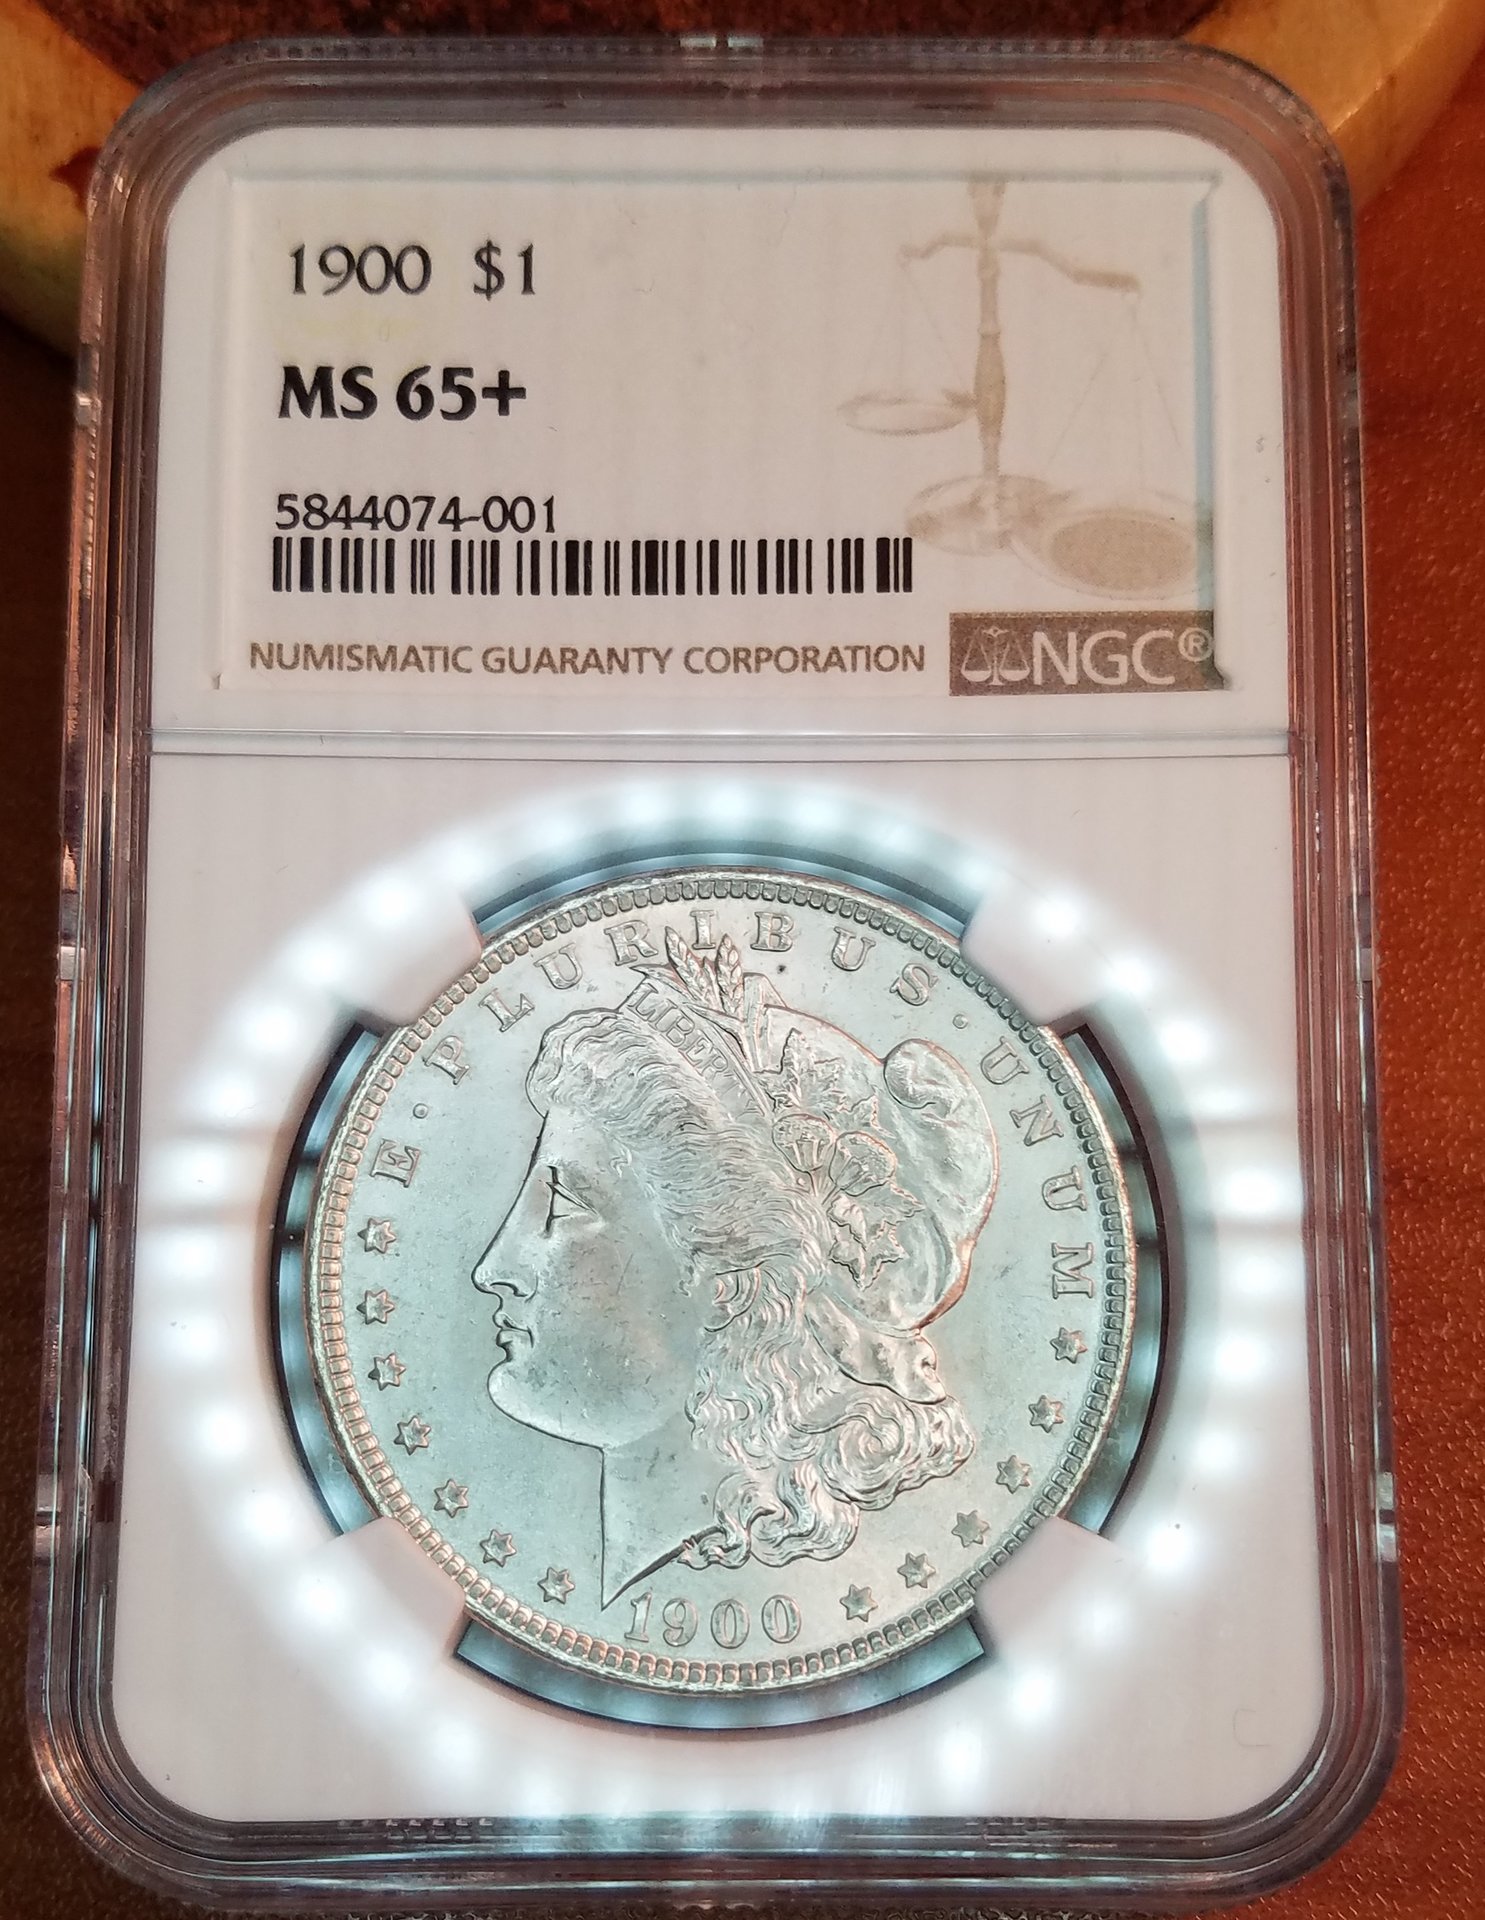 1900 $1
MS 65+
5844074-001
NUMISMATIC GUARANTY CORPORATION
NGC®
E · PLURIBUS · UNUM
LIBERTY
1900